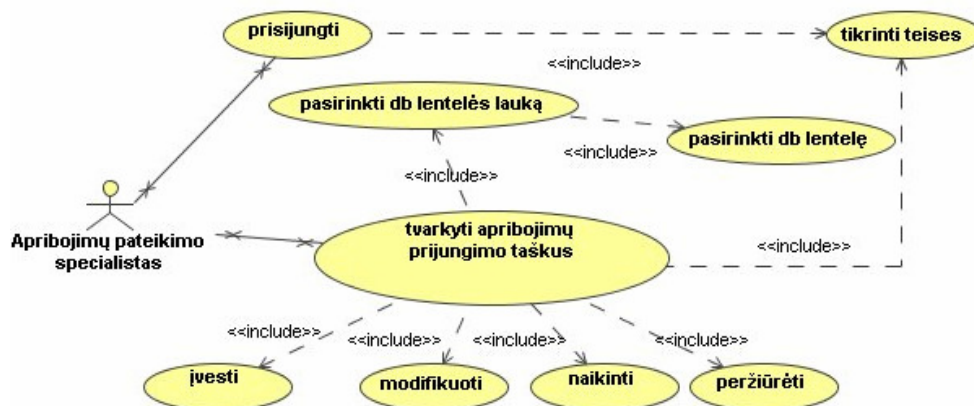 prisijungti
tikrinti teises
<<include>>
pasirinkti db lentelės lauką
pasirinkti db lentelę
<<include>>
<<include>>
Apribojimų pateikimo
specialistas
tvarkyti apribojimų
prijungimo taškus
<<include>>
<<include>>
<<include>>
<<include>>
<<include>>
įvesti
modifikuoti
naikinti
peržiūrėti